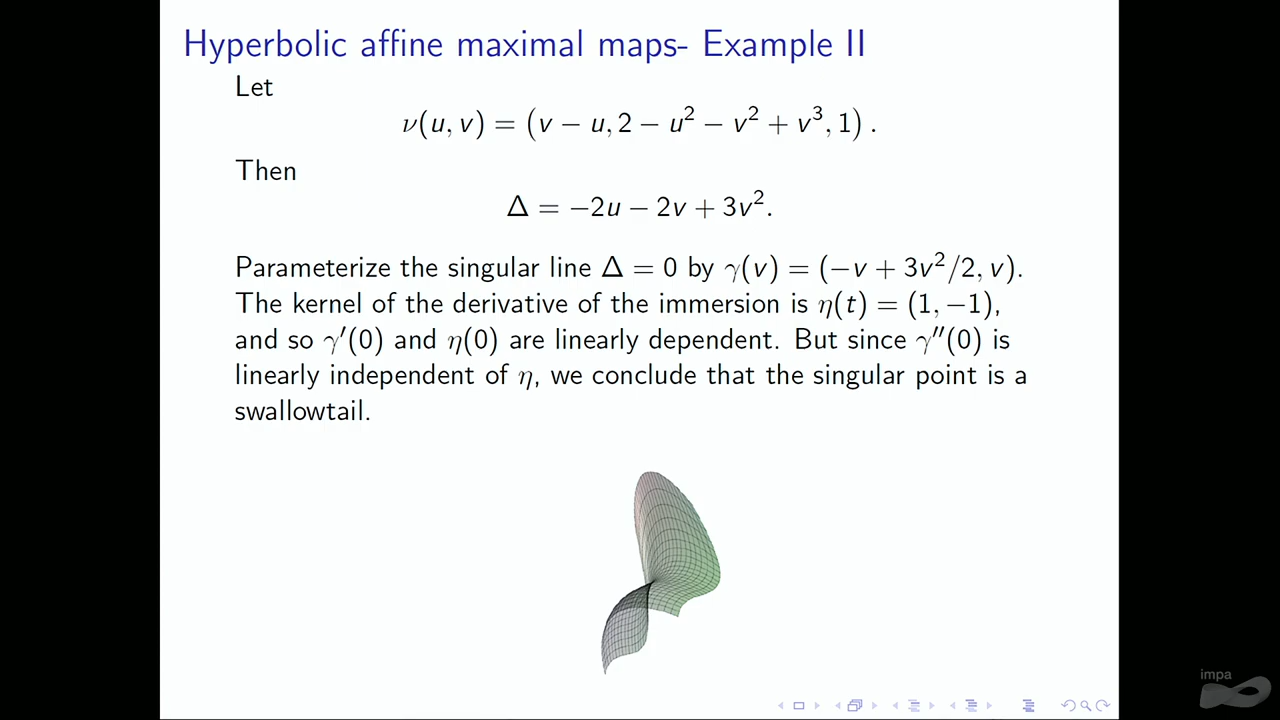 Hyperbolic affine maximal maps- Example II
Let
ν(u, v) = (v − u, 2 − u² − v² + v³, 1) .
Then
Δ = −2u − 2v + 3v².
Parameterize the singular line Δ = 0 by γ(v) = (−v + 3v²/2, v).
The kernel of the derivative of the immersion is η(t) = (1, −1),
and so γ′(0) and η(0) are linearly dependent. But since γ″(0) is
linearly independent of η, we conclude that the singular point is a
swallowtail.
impa